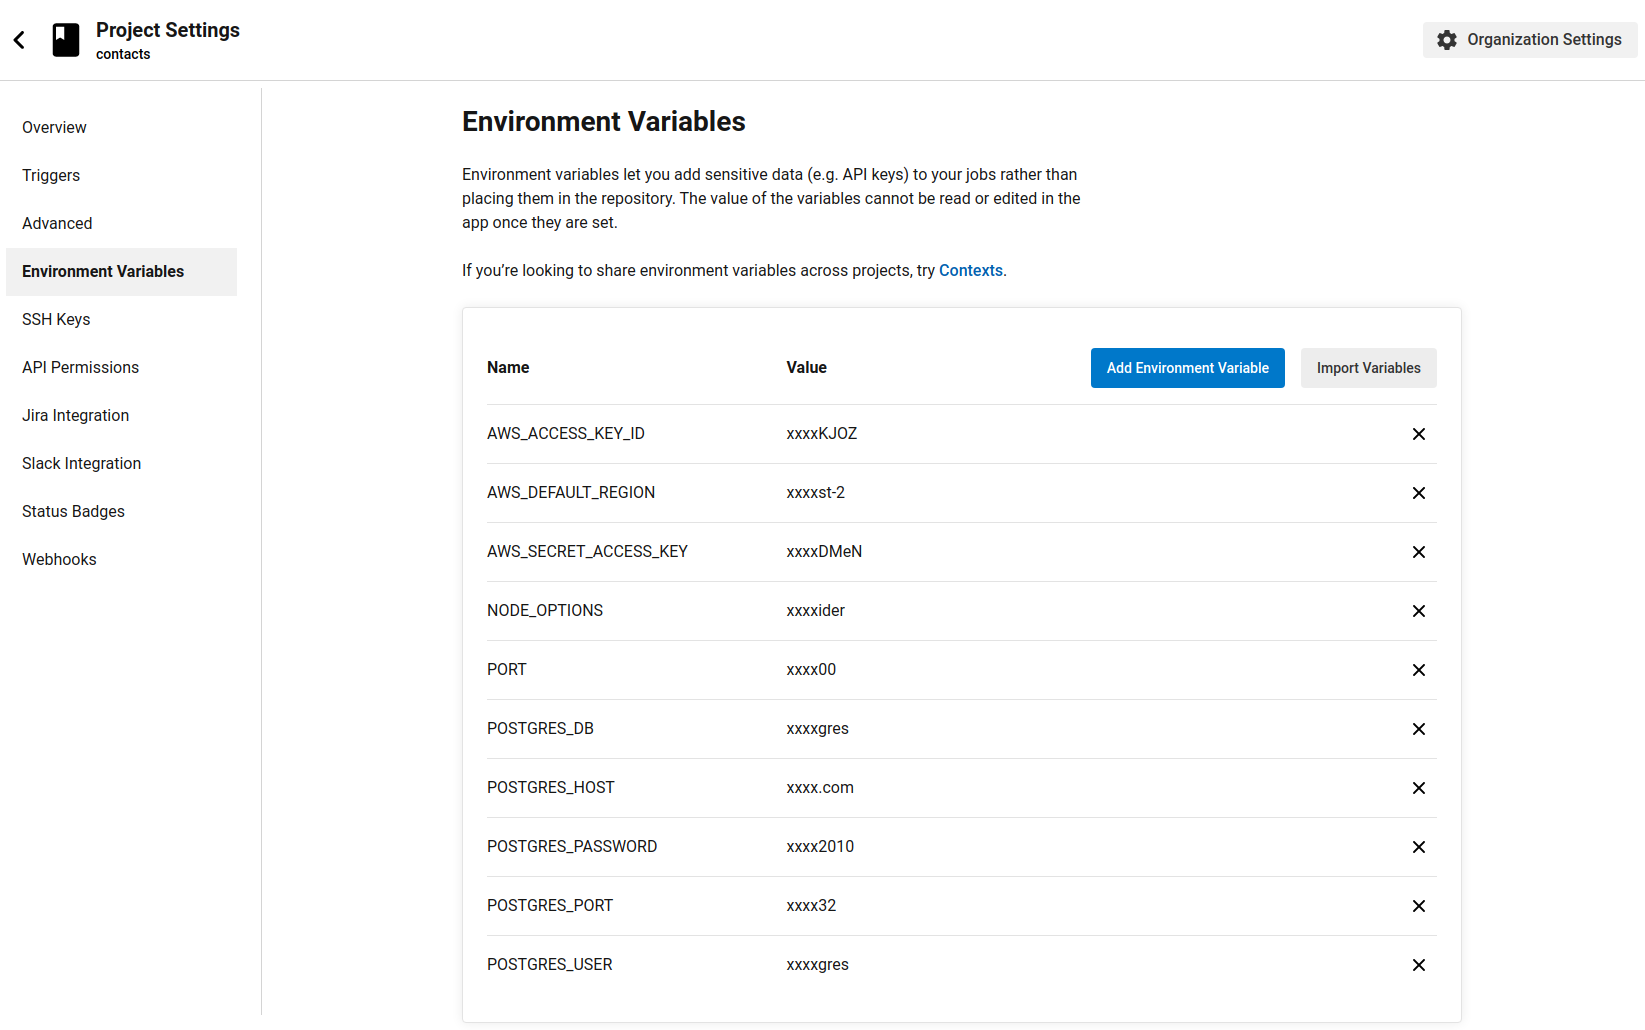 Project Settings
contacts
Organization Settings
Overview
Triggers
Advanced
Environment Variables
SSH Keys
API Permissions
Jira Integration
Slack Integration
Status Badges
Webhooks
Environment Variables
Environment variables let you add sensitive data (e.g. API keys) to your jobs rather than
placing them in the repository. The value of the variables cannot be read or edited in the
app once they are set.
If you’re looking to share environment variables across projects, try Contexts.
Name Value Add Environment Variable Import Variables
AWS_ACCESS_KEY_ID xxxxKJOZ
AWS_DEFAULT_REGION xxxxst-2
AWS_SECRET_ACCESS_KEY xxxxDMeN
NODE_OPTIONS xxxxider
PORT xxxx00
POSTGRES_DB xxxxgres
POSTGRES_HOST xxxx.com
POSTGRES_PASSWORD xxxx2010
POSTGRES_PORT xxxx32
POSTGRES_USER xxxxgres